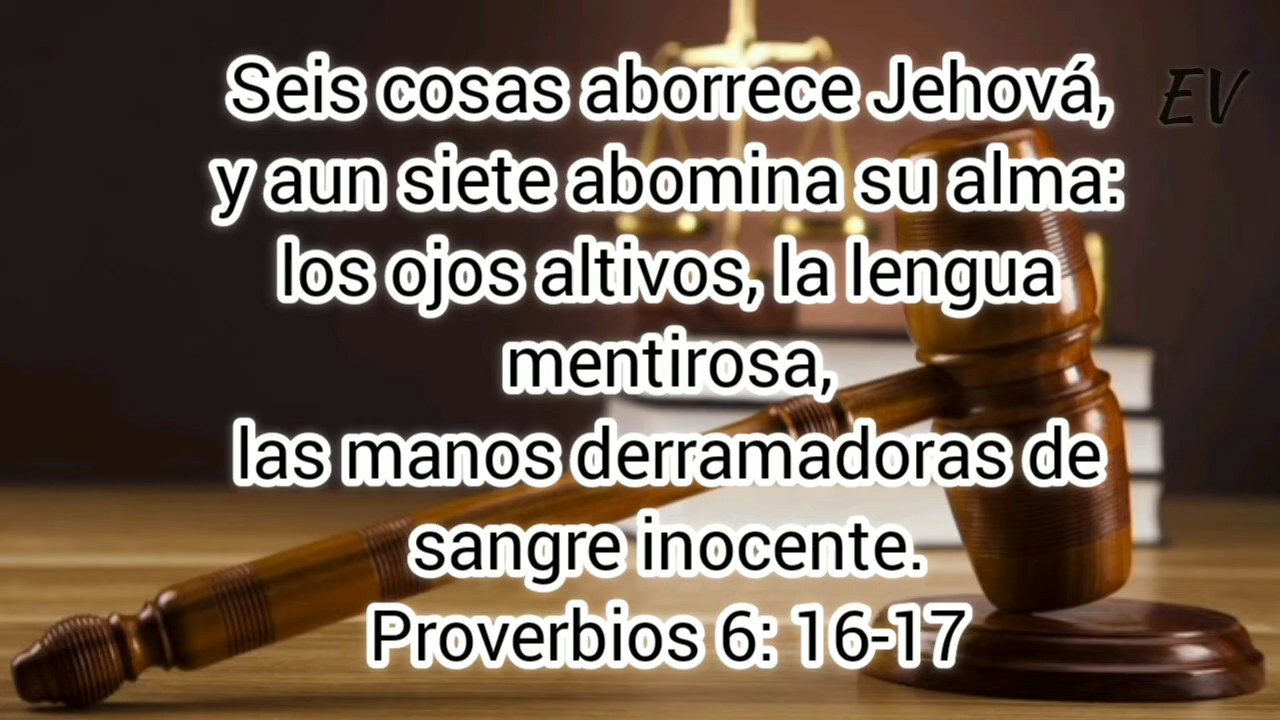 Seis cosas aborrece Jehová,
EV
y aun siete abomina su alma:
los ojos altivos, la lengua
mentirosa,
las manos derramadoras de
sangre inocente.
Proverbios 6: 16-17